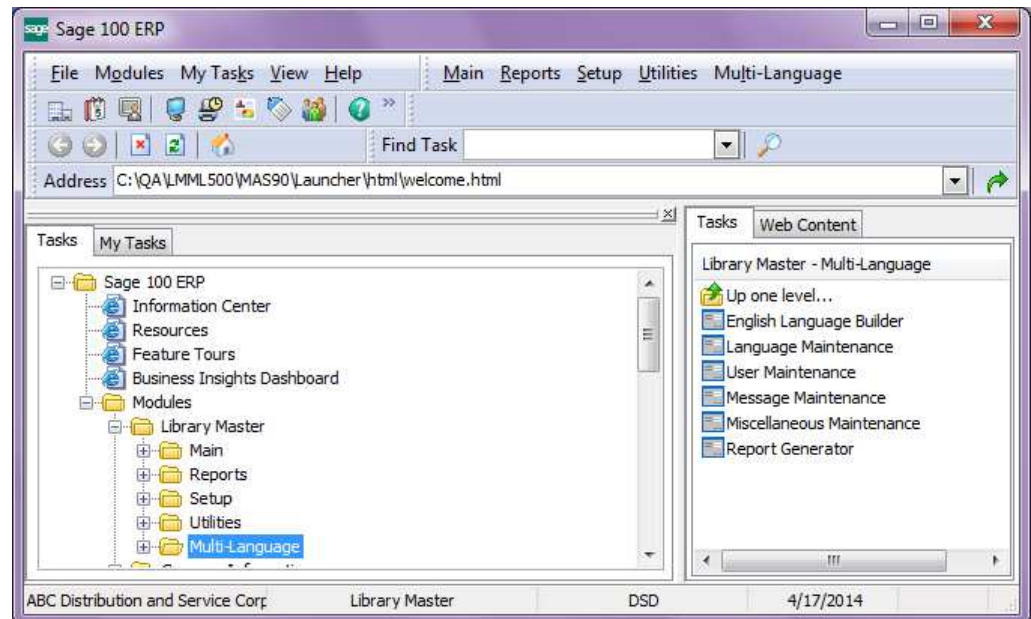 sage Sage 100 ERP
File Modules My Tasks View Help Main Reports Setup Utilities Multi-Language
Find Task
Address C:\QA\LMML500\MAS90\Launcher\html\welcome.html
Tasks My Tasks
Sage 100 ERP
Information Center
Resources
Feature Tours
Business Insights Dashboard
Modules
Library Master
Main
Reports
Setup
Utilities
Multi-Language
Tasks Web Content
Library Master - Multi-Language
Up one level...
English Language Builder
Language Maintenance
User Maintenance
Message Maintenance
Miscellaneous Maintenance
Report Generator
ABC Distribution and Service Corp Library Master DSD 4/17/2014